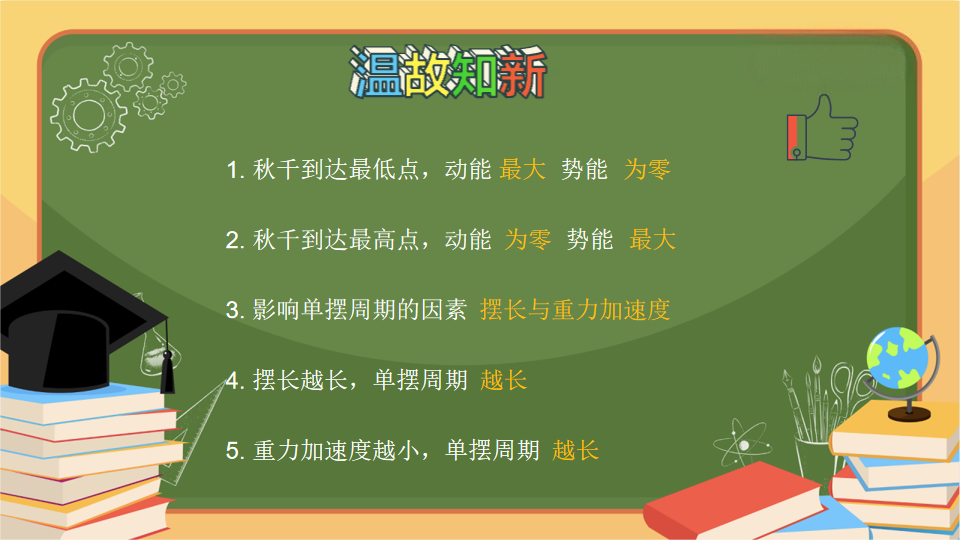 温故知新
1. 秋千到达最低点，动能 最大 势能 为零
2. 秋千到达最高点，动能 为零 势能 最大
3. 影响单摆周期的因素 摆长与重力加速度
4. 摆长越长，单摆周期 越长
5. 重力加速度越小，单摆周期 越长